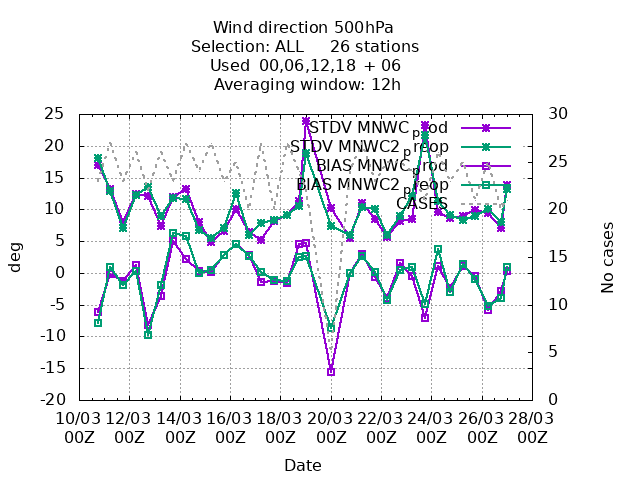 Wind direction 500hPa
Selection: ALL 26 stations
Used 00,06,12,18 + 06
Averaging window: 12h
25 30
20 25
15 20
10 15
5 10
0 5
-5 0
-10
-15
-20
deg
No cases
STDV MNWC_prod
STDV MNWC2_preop
BIAS MNWC_prod
BIAS MNWC2_preop
CASES
10/03 12/03 14/03 16/03 18/03 20/03 22/03 24/03 26/03 28/03
00Z 00Z 00Z 00Z 00Z 00Z 00Z 00Z 00Z 00Z
Date